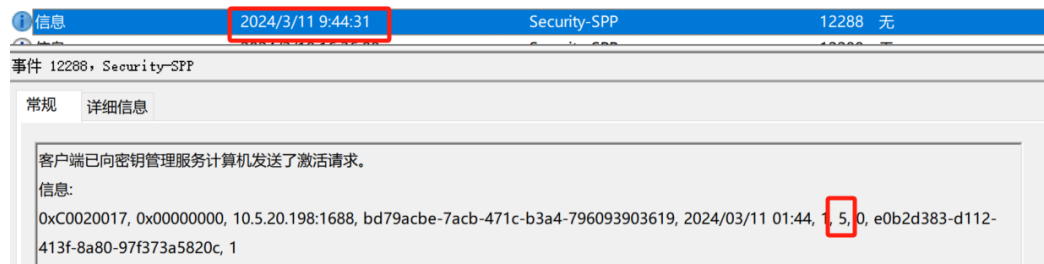 信息 2024/3/11 9:44:31 Security-SPP 12288 无
事件 12288，Security-SPP
常规 详细信息
客户端已向密钥管理服务计算机发送了激活请求。
信息:
0xC0020017, 0x00000000, 10.5.20.198:1688, bd79acbe-7acb-471c-b3a4-796093903619, 2024/03/11 01:44, 1, 5, 0, e0b2d383-d112-
413f-8a80-97f373a5820c, 1